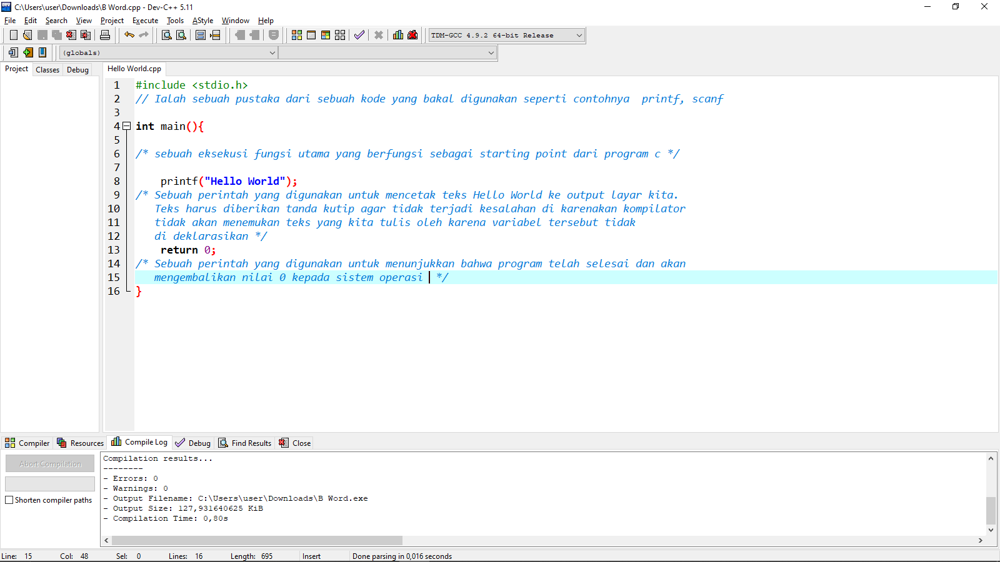 C:\Users\user\Downloads\B Word.cpp - Dev-C++ 5.11
File Edit Search View Project Execute Tools AStyle Window Help
TDM-GCC 4.9.2 64-bit Release
(globals)
Project Classes Debug
Hello World.cpp
1 #include <stdio.h>
2 // Ialah sebuah pustaka dari sebuah kode yang bakal digunakan seperti contohnya  printf, scanf
3
4 int main(){
5
6 /* sebuah eksekusi fungsi utama yang berfungsi sebagai starting point dari program c */
7
8 printf("Hello World");
9 /* Sebuah perintah yang digunakan untuk mencetak teks Hello World ke output layar kita.
10 Teks harus diberikan tanda kutip agar tidak terjadi kesalahan di karenakan kompilator
11 tidak akan menemukan teks yang kita tulis oleh karena variabel tersebut tidak
12 di deklarasikan */
13 return 0;
14 /* Sebuah perintah yang digunakan untuk menunjukkan bahwa program telah selesai dan akan
15 mengembalikan nilai 0 kepada sistem operasi  */
16 }
Compiler Resources Compile Log Debug Find Results Close
Abort Compilation
Shorten compiler paths
Compilation results...
--------
- Errors: 0
- Warnings: 0
- Output Filename: C:\Users\user\Downloads\B Word.exe
- Output Size: 127,931640625 KiB
- Compilation Time: 0,80s
Line: 15 Col: 48 Sel: 0 Lines: 16 Length: 695 Insert Done parsing in 0,016 seconds